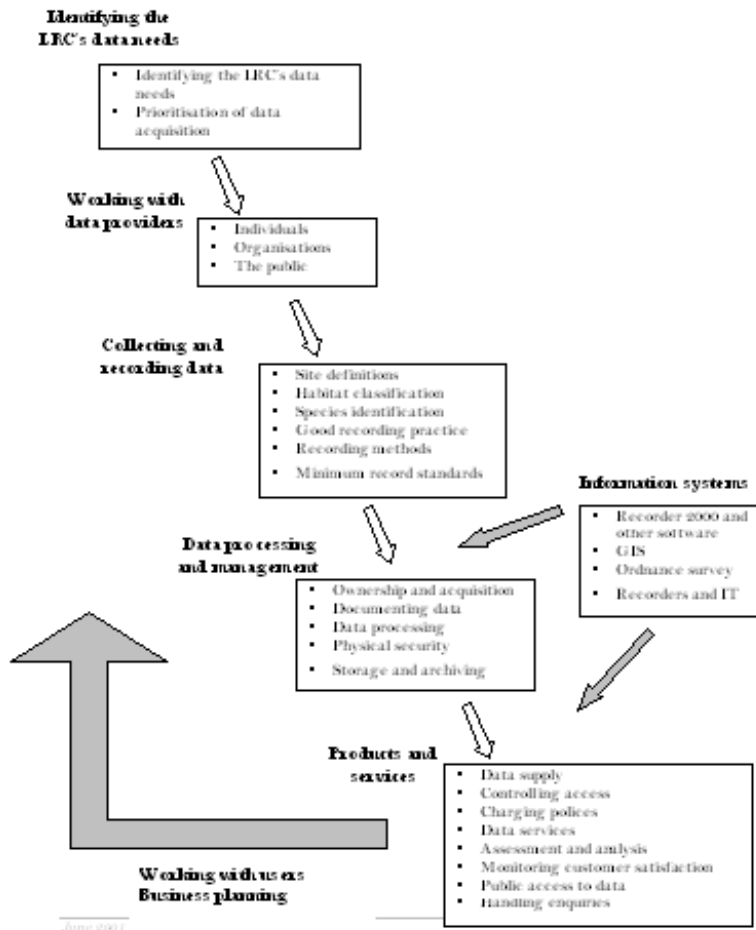 Identifying the
LRC's data needs
▪ Identifying the LRC's data
needs
▪ Prioritisation of data
acquisition
Working with
data providers
▪ Individuals
▪ Organisations
▪ The public
Collecting and
recording data
▪ Site definitions
▪ Habitat classification
▪ Species identification
▪ Good recording practice
▪ Recording methods
▪ Minimum record standards
Information systems
▪ Recorder 2000 and
other software
▪ GIS
▪ Ordnance survey
▪ Recorders and IT
Data processing
and management
▪ Ownership and acquisition
▪ Documenting data
▪ Data processing
▪ Physical security
▪ Storage and archiving
Products and
services
▪ Data supply
▪ Controlling access
▪ Charging polices
▪ Data services
▪ Assessment and analysis
▪ Monitoring customer satisfaction
▪ Public access to data
▪ Handling enquiries
Working with users
Business planning
June 2001